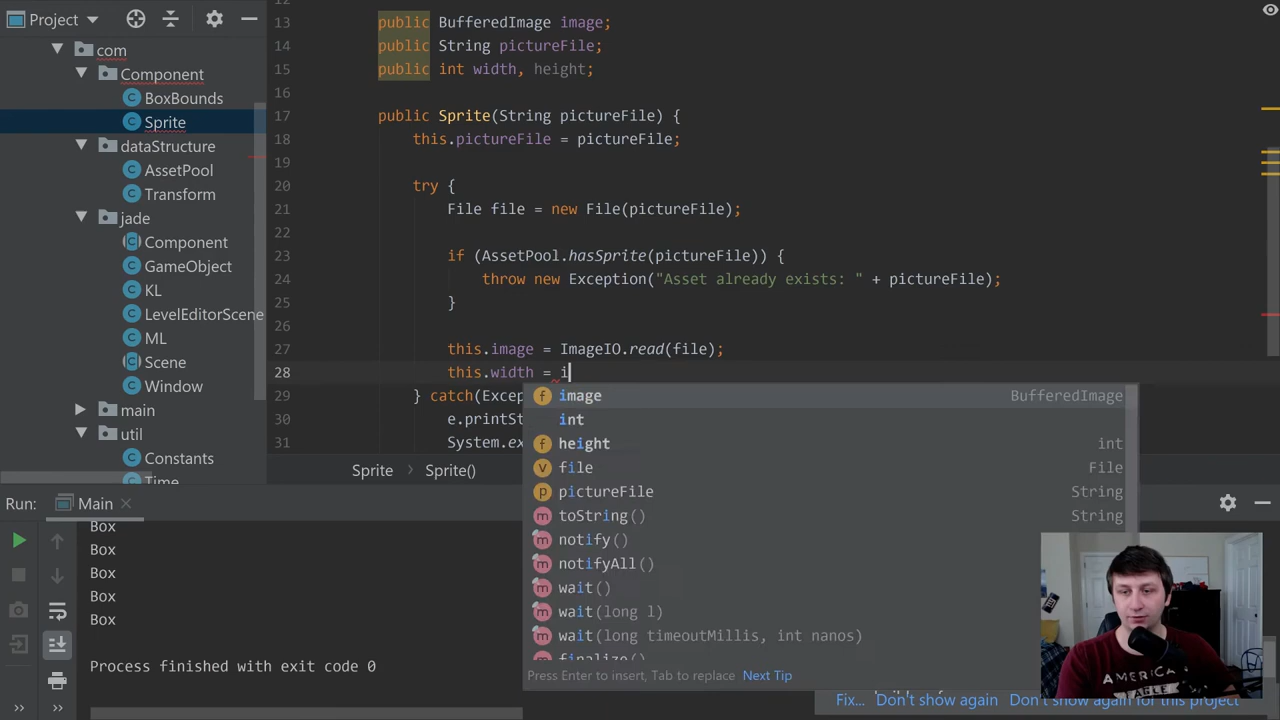 Project
com
Component
BoxBounds
Sprite
dataStructure
AssetPool
Transform
jade
Component
GameObject
KL
LevelEditorScene
ML
Scene
Window
main
util
Constants
Time
13 public BufferedImage image;
14 public String pictureFile;
15 public int width, height;
16
17 public Sprite(String pictureFile) {
18 this.pictureFile = pictureFile;
19
20 try {
21 File file = new File(pictureFile);
22
23 if (AssetPool.hasSprite(pictureFile)) {
24 throw new Exception("Asset already exists: " + pictureFile);
25 }
26
27 this.image = ImageIO.read(file);
28 this.width = i
29 } catch(Excep
30 e.printSt
31 System.ex
image BufferedImage
int
height int
file File
pictureFile String
toString() String
notify()
notifyAll()
wait()
wait(long l)
wait(long timeoutMillis, int nanos)
finalize()
Press Enter to insert, Tab to replace Next Tip
Sprite > Sprite()
Run: Main
Box
Box
Box
Box
Box
Process finished with exit code 0
Fix... Don't show again Don't show again for this project
AMERICAN
EAGLE